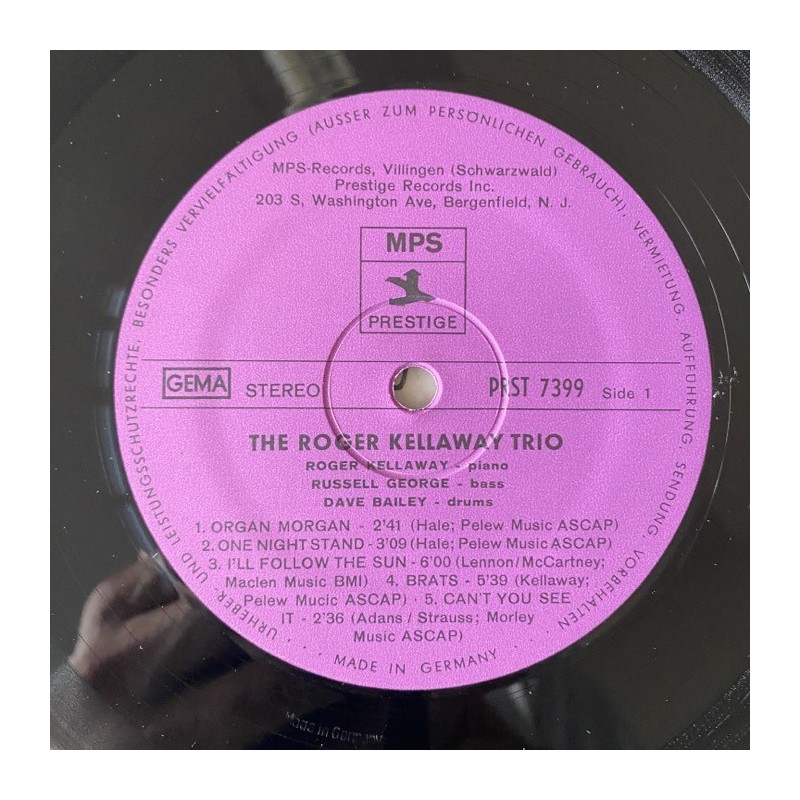 URHEBER UND LEISTUNGSSCHUTZRECHTE, BESONDERS VERVIELFÄLTIGUNG (AUSSER ZUM PERSÖNLICHEN GEBRAUCH), VERMIETUNG, AUFFÜHRUNG, SENDUNG, VORBEHALTEN
MPS-Records, Villingen (Schwarzwald)
Prestige Records Inc.
203 S, Washington Ave, Bergenfield, N. J.
MPS
PRESTIGE
GEMA STEREO PRST 7399 Side 1
THE ROGER KELLAWAY TRIO
ROGER KELLAWAY - piano
RUSSELL GEORGE - bass
DAVE BAILEY - drums
1. ORGAN MORGAN - 2'41 (Hale; Pelew Music ASCAP)
2. ONE NIGHT STAND - 3'09 (Hale; Pelew Music ASCAP)
3. I'LL FOLLOW THE SUN - 6'00 (Lennon/McCartney;
Maclen Music BMI) 4. BRATS - 5'39 (Kellaway;
Pelew Mucic ASCAP) · 5. CAN'T YOU SEE
IT - 2'36 (Adans / Strauss; Morley
Music ASCAP)
.... MADE IN GERMANY ....
Made in Germany